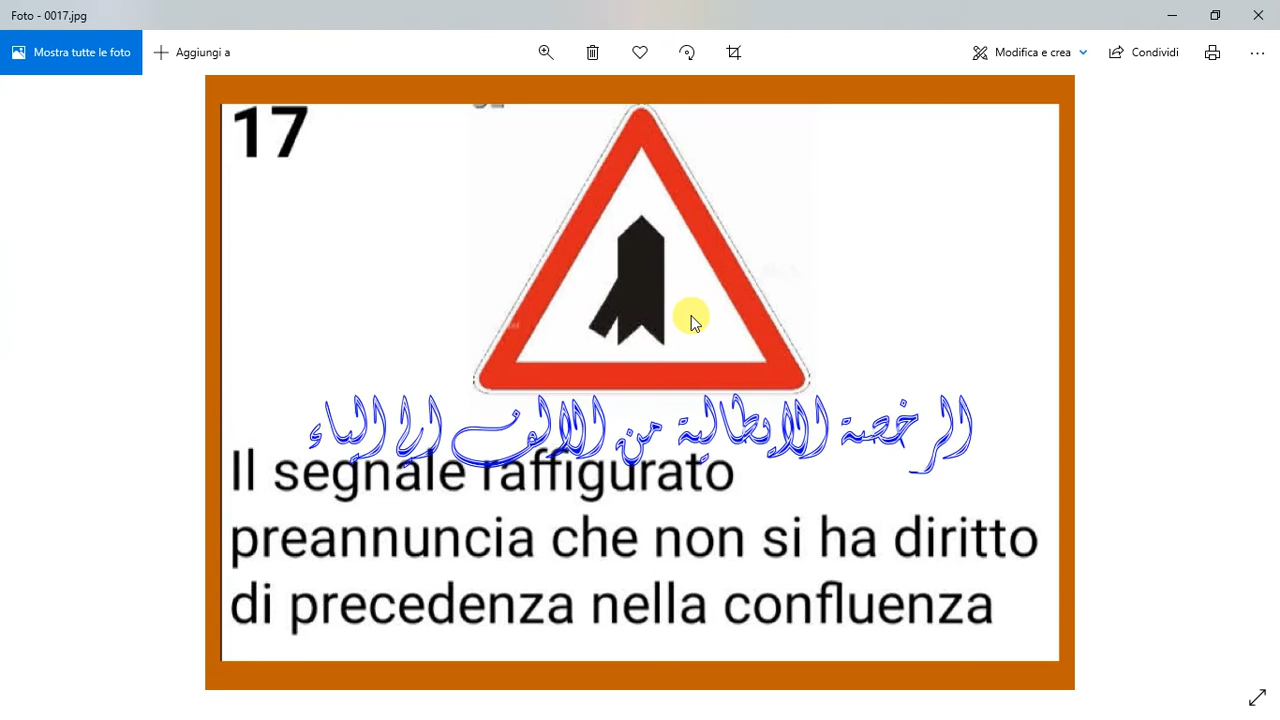 Foto - 0017.jpg
Mostra tutte le foto
Aggiungi a
Modifica e crea
Condividi
17
الرخصة الايطالية من الالف الى الياء
Il segnale raffigurato
preannuncia che non si ha diritto
di precedenza nella confluenza